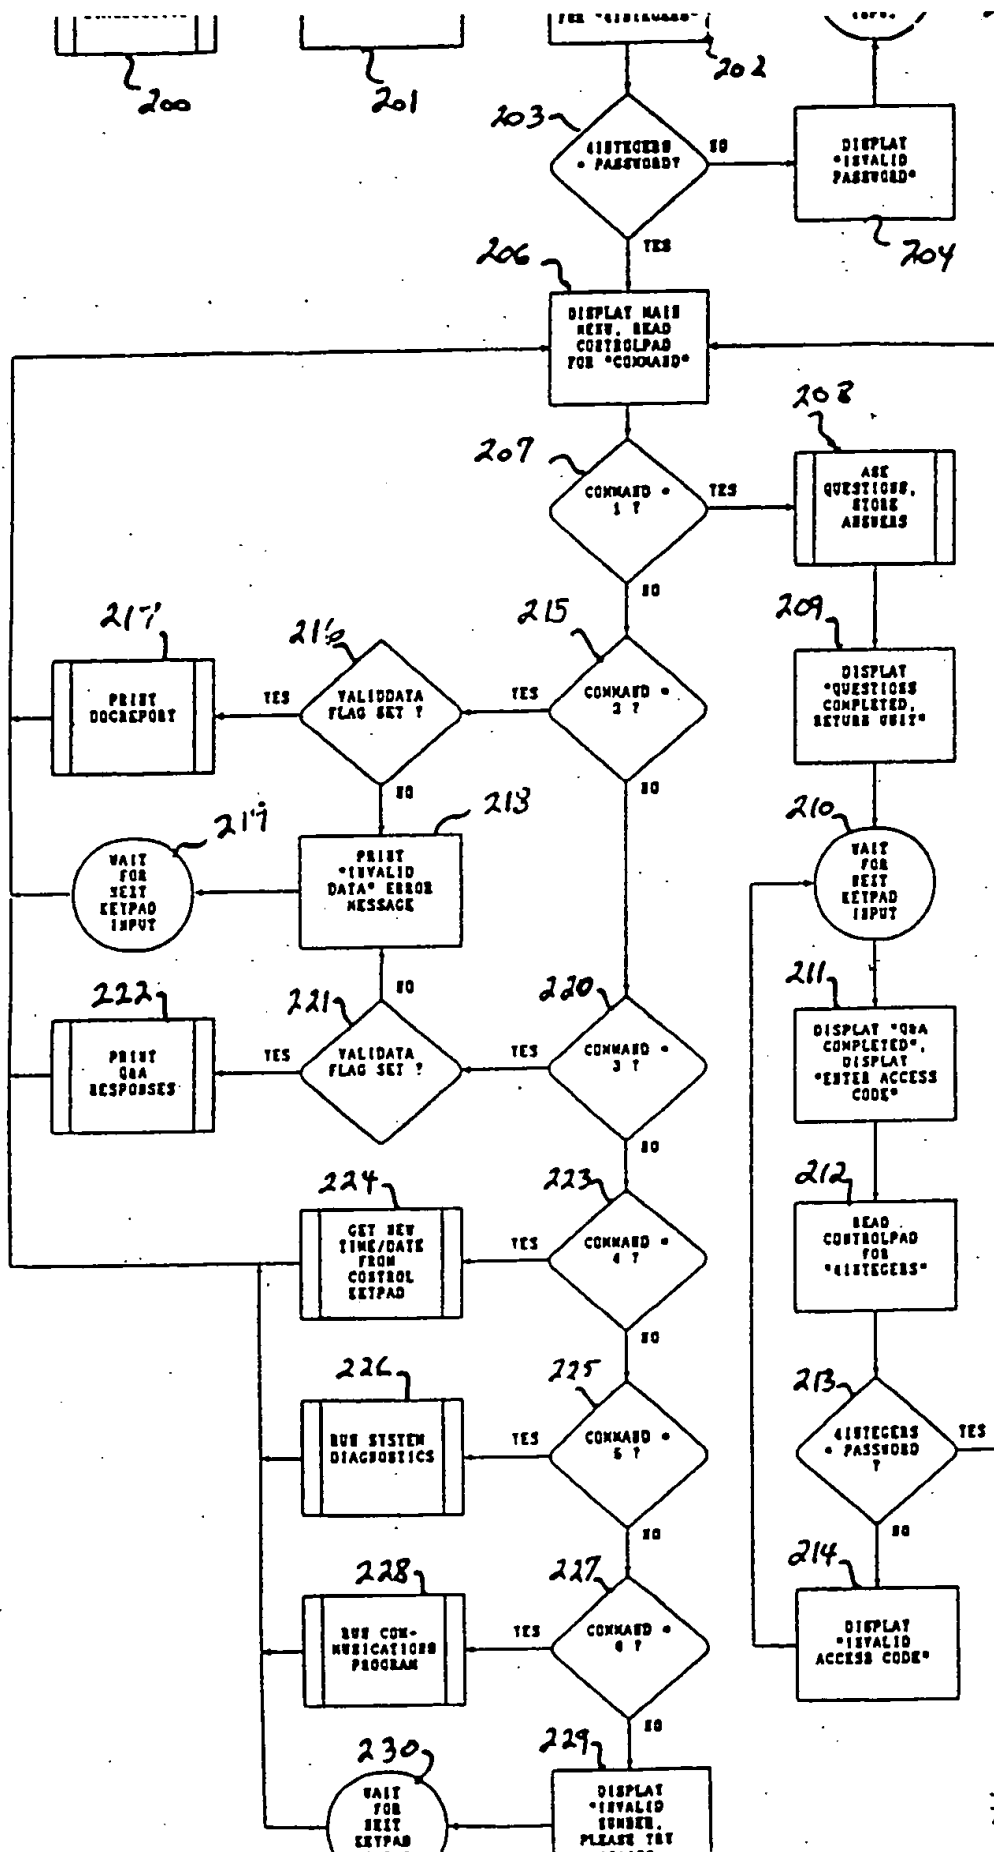 FOR "4INTEGERS"
200
201
202
203
4INTEGERS
= PASSWORD?
NO
DISPLAY
"INVALID
PASSWORD"
204
YES
206
DISPLAY MAIN
MENU, READ
CONTROLPAD
FOR "COMMAND"
207
COMMAND =
1 ?
YES
208
ASK
QUESTIONS,
STORE
ANSWERS
NO
209
DISPLAY
"QUESTIONS
COMPLETED,
RETURN UNIT"
215
COMMAND =
2 ?
YES
216
VALIDDATA
FLAG SET ?
YES
217
PRINT
DOCREPORT
NO
NO
218
PRINT
"INVALID
DATA" ERROR
MESSAGE
219
WAIT
FOR
NEXT
KEYPAD
INPUT
210
WAIT
FOR
NEXT
KEYPAD
INPUT
211
DISPLAY "Q&A
COMPLETED",
DISPLAY
"ENTER ACCESS
CODE"
220
COMMAND =
3 ?
YES
221
NO
VALIDATA
FLAG SET ?
YES
222
PRINT
Q&A
RESPONSES
NO
212
READ
CONTROLPAD
FOR
"4INTEGERS"
223
COMMAND =
4 ?
YES
224
GET NEW
TIME/DATE
FROM
CONTROL
KEYPAD
NO
213
4INTEGERS
= PASSWORD
?
YES
NO
225
COMMAND =
5 ?
YES
226
RUN SYSTEM
DIAGNOSTICS
NO
214
DISPLAY
"INVALID
ACCESS CODE"
227
COMMAND =
6 ?
YES
228
RUN COM-
MUNICATIONS
PROGRAM
NO
229
DISPLAY
"INVALID
NUMBER,
PLEASE TRY
230
WAIT
FOR
NEXT
KEYPAD